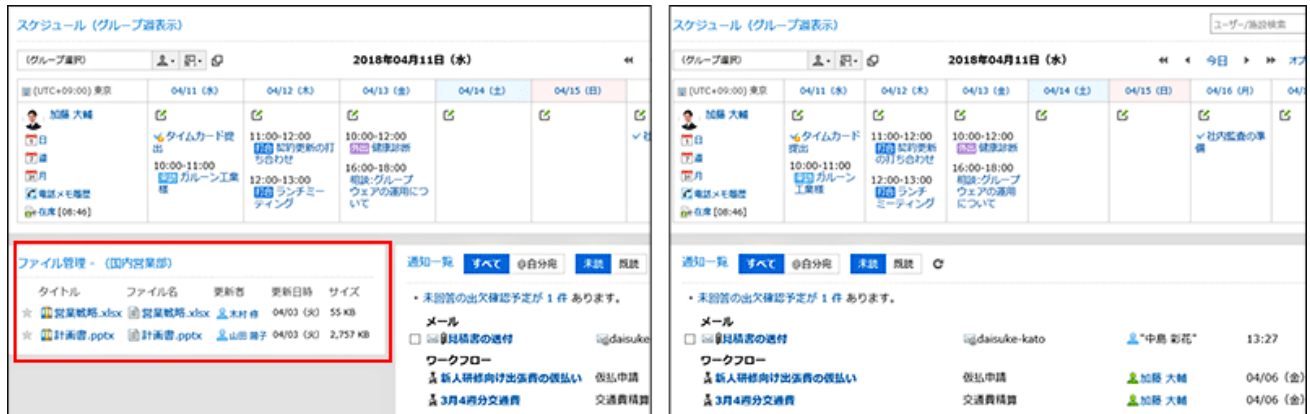 スケジュール（グループ週表示）
(グループ選択)
2018年04月11日（水）
(UTC+09:00) 東京
04/11（水）
04/12（木）
04/13（金）
04/14（土）
04/15（日）
加藤 大輔
日
週
月
電話メモ履歴
在席 [08:46]
タイムカード提出
10:00-11:00
来訪 ガルーン工業様
11:00-12:00
打合 契約更新の打ち合わせ
12:00-13:00
打合 ランチミーティング
10:00-12:00
外出 健康診断
16:00-18:00
相談:グループウェアの運用について
ファイル管理 - （国内営業部）
タイトル ファイル名 更新者 更新日時 サイズ
営業戦略.xlsx 営業戦略.xlsx 木村 修 04/03（火） 55 KB
計画書.pptx 計画書.pptx 山田 陽子 04/03（火） 2,757 KB
通知一覧 すべて @自分宛 未読 既読
・未回答の出欠確認予定が 1 件 あります。
メール
見積書の送付 daisuke
ワークフロー
新人研修向け出張費の仮払い 仮払申請
3月4週分交通費 交通費精算
スケジュール（グループ週表示）
ユーザー/施設検索
(グループ選択)
2018年04月11日（水）
今日
オプ
(UTC+09:00) 東京
04/11（水）
04/12（木）
04/13（金）
04/14（土）
04/15（日）
04/16（月）
加藤 大輔
日
週
月
電話メモ履歴
在席 [08:46]
タイムカード提出
10:00-11:00
来訪 ガルーン工業様
11:00-12:00
打合 契約更新の打ち合わせ
12:00-13:00
打合 ランチミーティング
10:00-12:00
外出 健康診断
16:00-18:00
相談:グループウェアの運用について
社内監査の準備
通知一覧 すべて @自分宛 未読 既読
・未回答の出欠確認予定が 1 件 あります。
メール
見積書の送付 daisuke-kato "中島 彩花" 13:27
ワークフロー
新人研修向け出張費の仮払い 仮払申請 加藤 大輔 04/06（金）
3月4週分交通費 交通費精算 加藤 大輔 04/06（金）